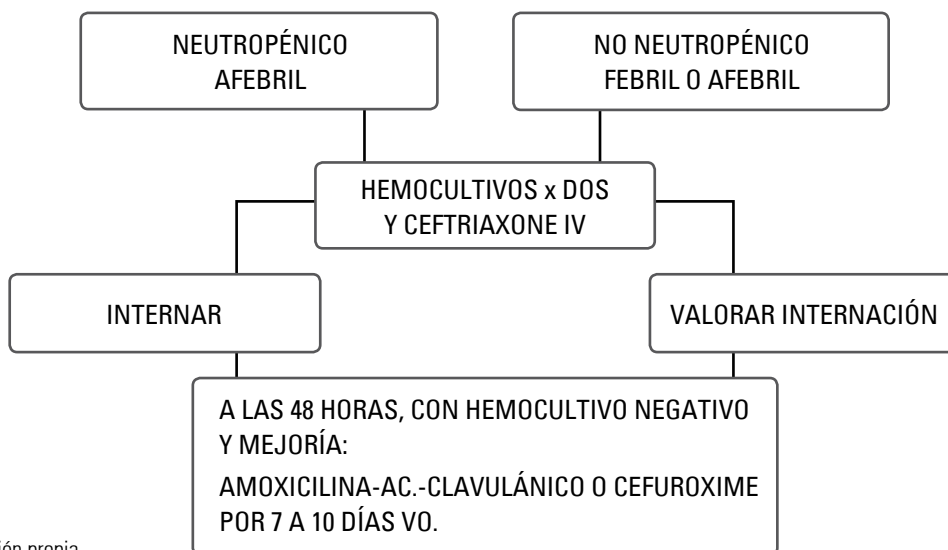 NEUTROPÉNICO
AFEBRIL
NO NEUTROPÉNICO
FEBRIL O AFEBRIL
HEMOCULTIVOS x DOS
Y CEFTRIAXONE IV
INTERNAR
VALORAR INTERNACIÓN
A LAS 48 HORAS, CON HEMOCULTIVO NEGATIVO
Y MEJORÍA:
AMOXICILINA-AC.-CLAVULÁNICO O CEFUROXIME
POR 7 A 10 DÍAS VO.
propia